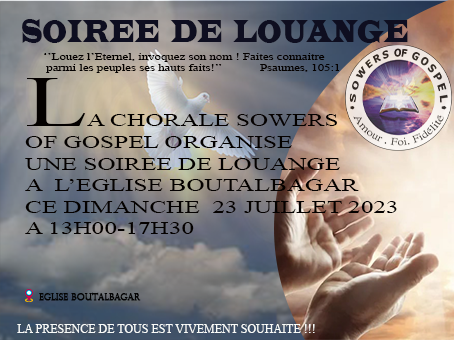 SOIREE DE LOUANGE
‘‘Louez l’Eternel, invoquez son nom ! Faites connaitre
parmi les peuples ses hauts faits!’’ Psaumes, 105:1
SOWERS OF GOSPEL
Amour . Foi. Fidélité
LA CHORALE SOWERS
OF GOSPEL ORGANISE
UNE SOIREE DE LOUANGE
A L’EGLISE BOUTALBAGAR
CE DIMANCHE 23 JUILLET 2023
A 13H00-17H30
EGLISE BOUTALBAGAR
LA PRESENCE DE TOUS EST VIVEMENT SOUHAITE !!!